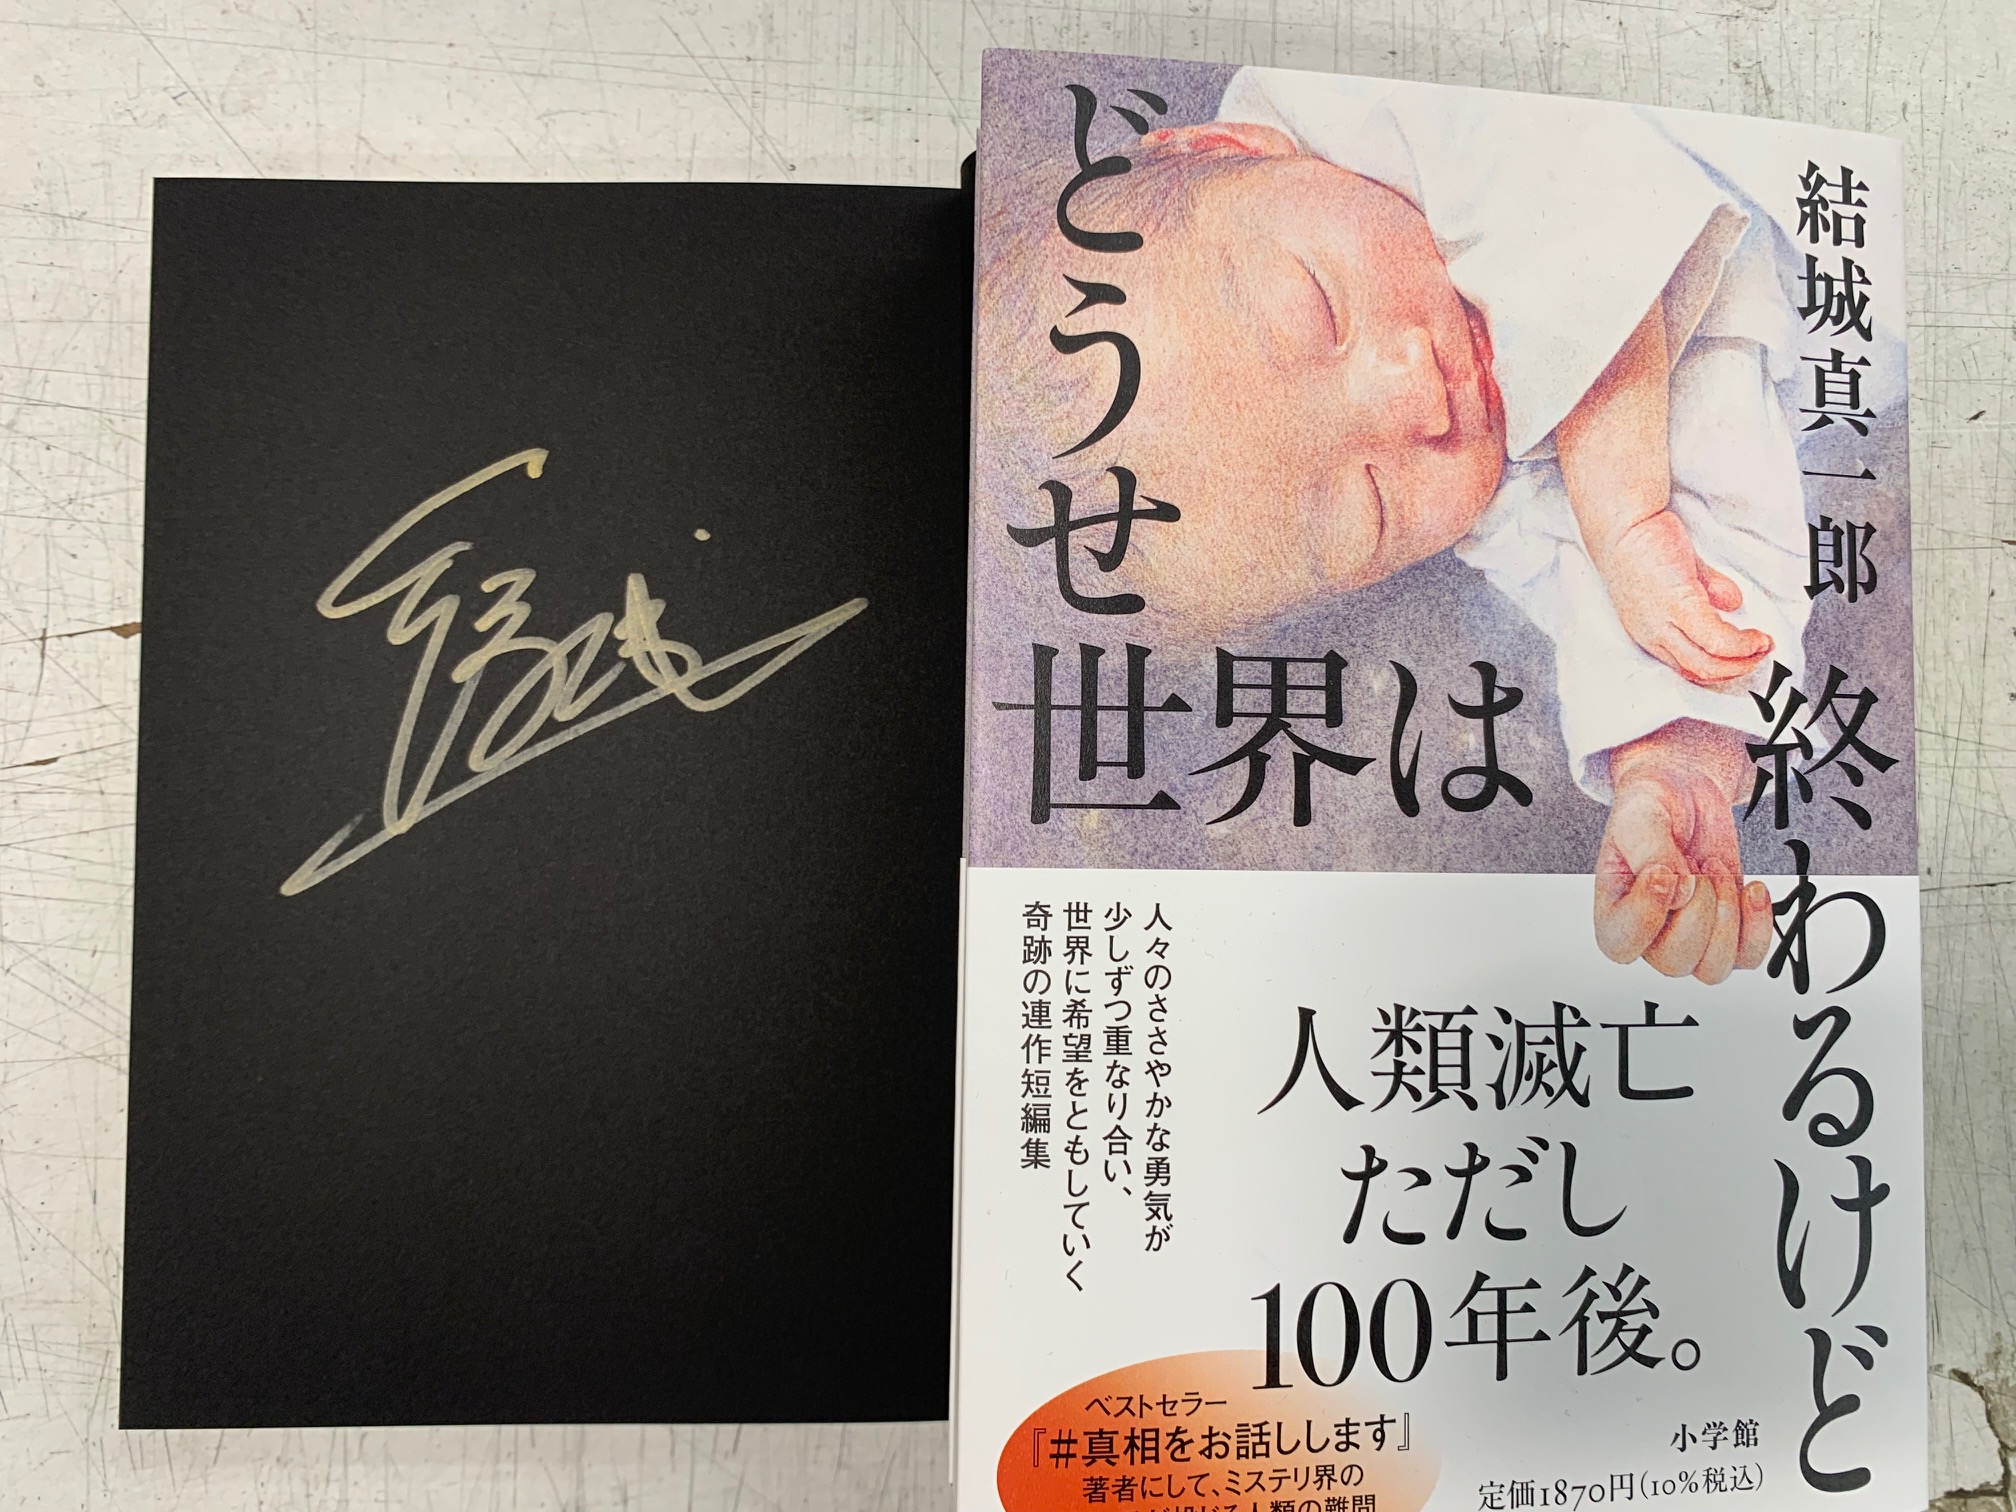 結城真一郎
どうせ
世界は
終わるけど
人類滅亡
ただし
100年後。
人々のささやかな勇気が
少しずつ重なり合い、
世界に希望をともしていく
奇跡の連作短編集
ベストセラー
『#真相をお話しします』
著者にして、ミステリ界の
人類の難問
小学館
定価1870円(10%税込)